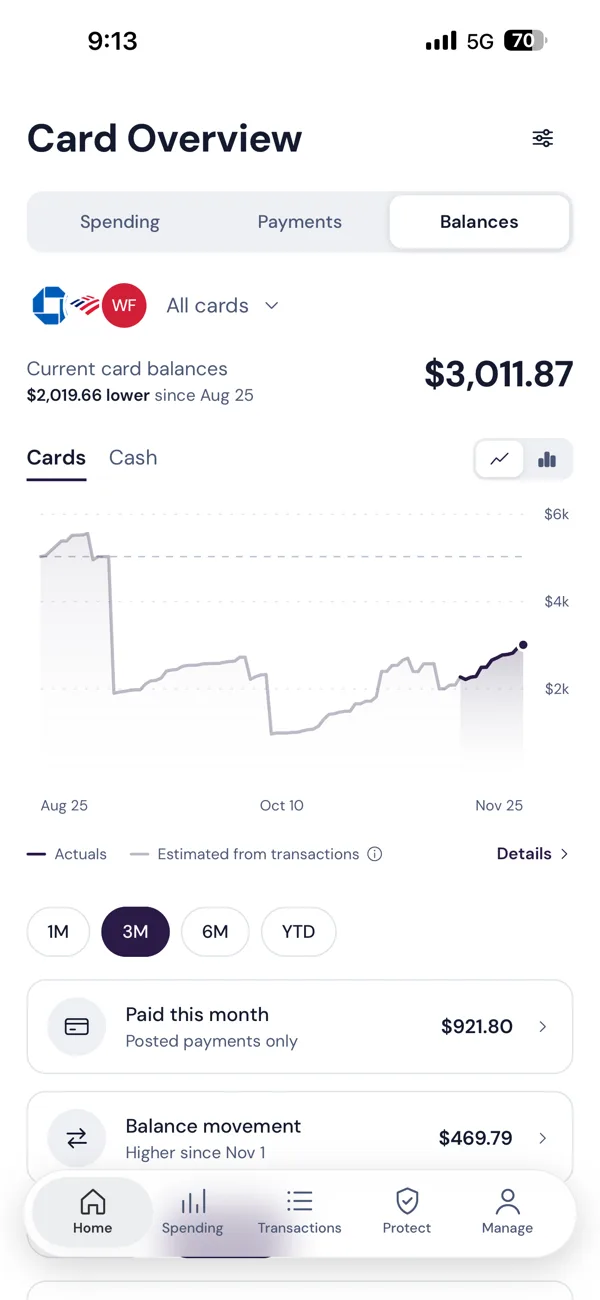 9:13
5G 70
Card Overview
Spending Payments Balances
WF All cards
Current card balances
$3,011.87
$2,019.66 lower since Aug 25
Cards Cash
$6k
$4k
$2k
Aug 25 Oct 10 Nov 25
Actuals Estimated from transactions Details
1M 3M 6M YTD
Paid this month
$921.80
Posted payments only
Balance movement
$469.79
Higher since Nov 1
Home Spending Transactions Protect Manage